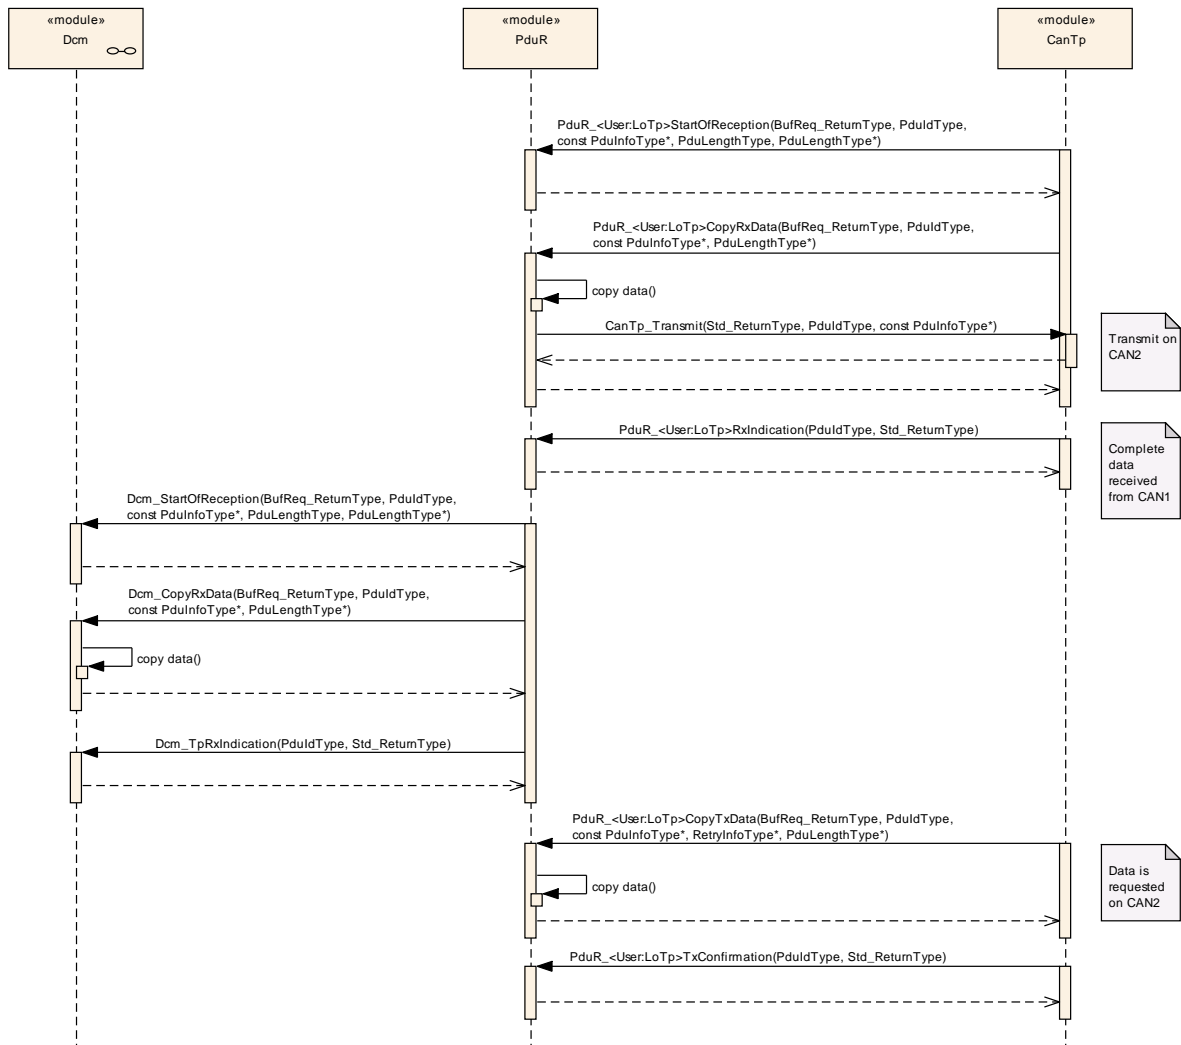 «module»
Dcm
«module»
PduR
«module»
CanTp
PduR_<User:LoTp>StartOfReception(BufReq_ReturnType, PduIdType,
const PduInfoType*, PduLengthType, PduLengthType*)
PduR_<User:LoTp>CopyRxData(BufReq_ReturnType, PduIdType,
const PduInfoType*, PduLengthType*)
copy data()
CanTp_Transmit(Std_ReturnType, PduIdType, const PduInfoType*)
Transmit on
CAN2
PduR_<User:LoTp>RxIndication(PduIdType, Std_ReturnType)
Complete
data
received
from CAN1
Dcm_StartOfReception(BufReq_ReturnType, PduIdType,
const PduInfoType*, PduLengthType, PduLengthType*)
Dcm_CopyRxData(BufReq_ReturnType, PduIdType,
const PduInfoType*, PduLengthType*)
copy data()
Dcm_TpRxIndication(PduIdType, Std_ReturnType)
PduR_<User:LoTp>CopyTxData(BufReq_ReturnType, PduIdType,
const PduInfoType*, RetryInfoType*, PduLengthType*)
copy data()
Data is
requested
on CAN2
PduR_<User:LoTp>TxConfirmation(PduIdType, Std_ReturnType)